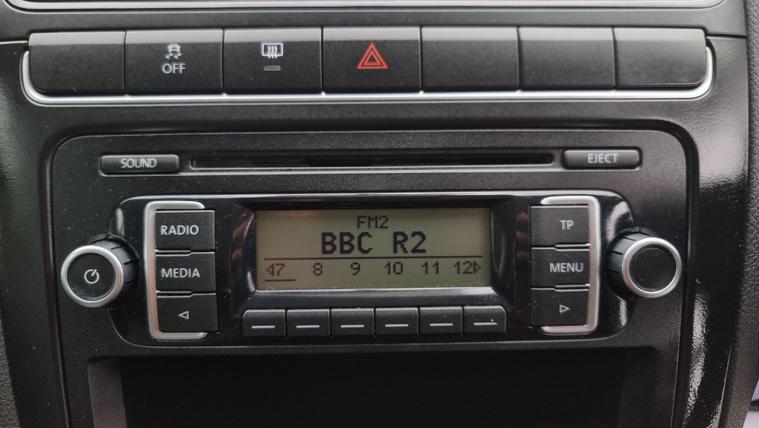 OFF
SOUND
EJECT
RADIO
FM2
TP
BBC R2
MEDIA
7 8 9 10 11 12
MENU